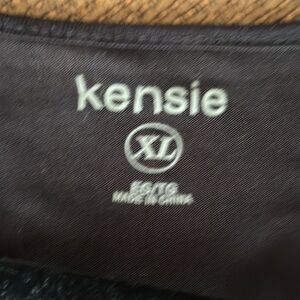 kensie
XL
EG/TG
MADE IN CHINA